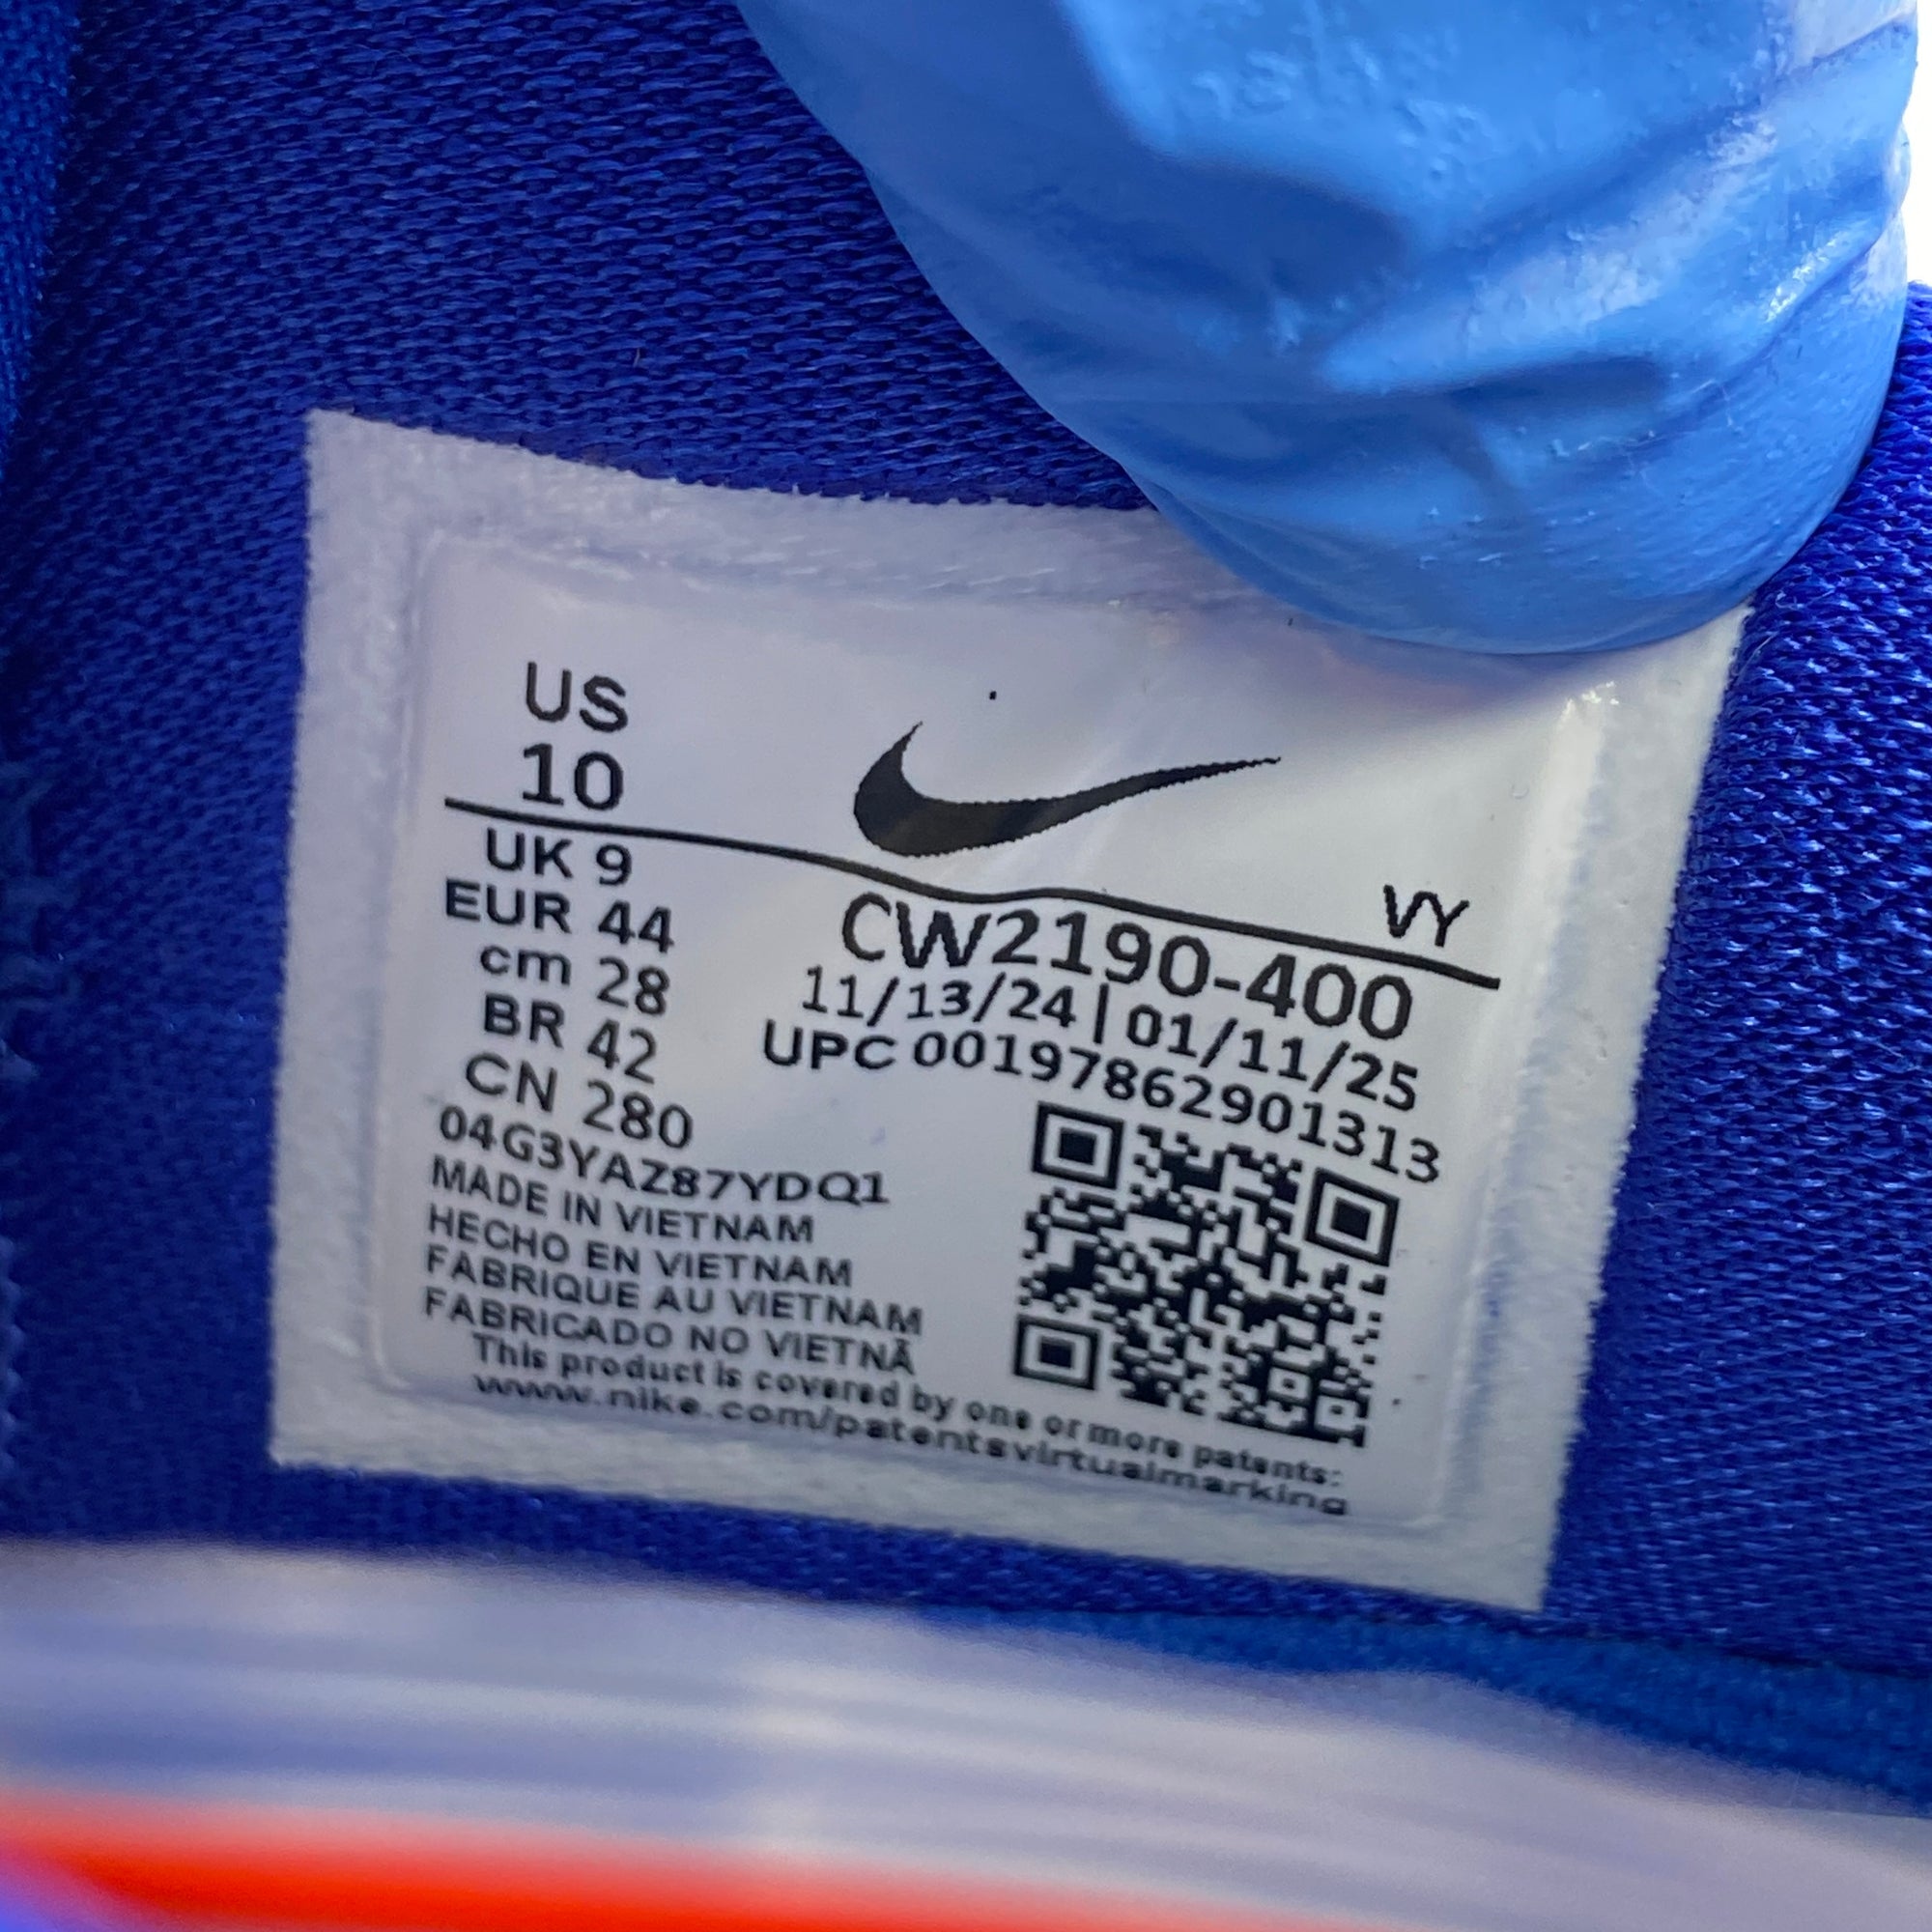 US
10
VY
UK 9
EUR 44
cm 28
BR 42
CN 280
CW2190-400
11/13/24 | 01/11/25
UPC 00197862901313
04G3YAZ87YDQ1
MADE IN VIETNAM
HECHO EN VIETNAM
FABRIQUE AU VIETNAM
FABRICADO NO VIETNÃ
This product is covered by one or more patents:
www.nike.com/patentsvirtualmarking